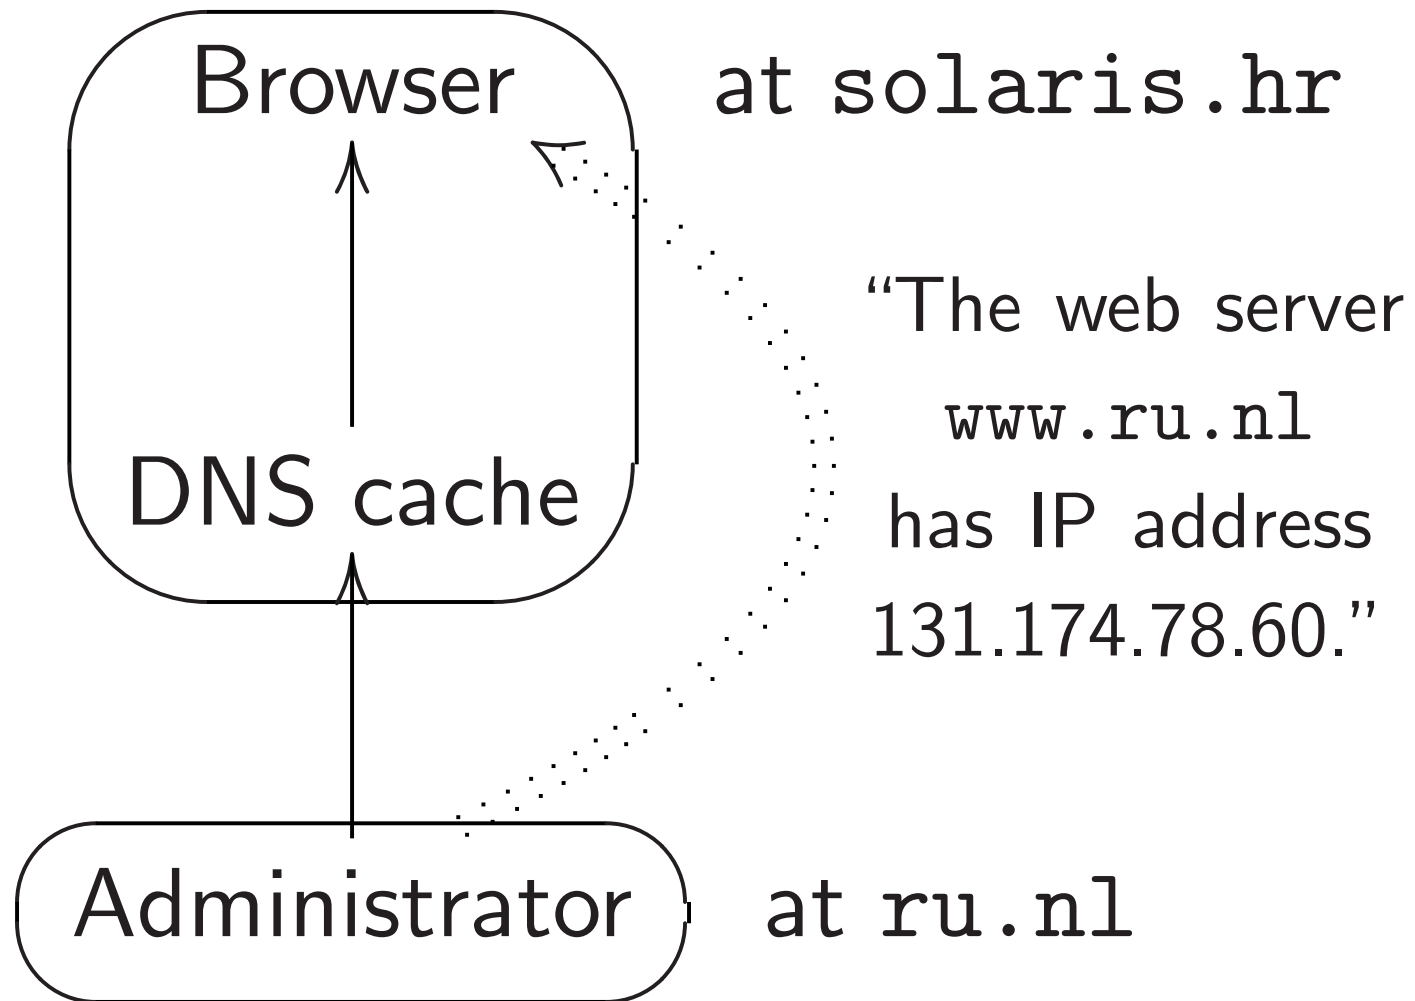 Browser at solaris.hr
“The web server
www.ru.nl
DNS cache
has IP address
131.174.78.60.”
Administrator at ru.nl